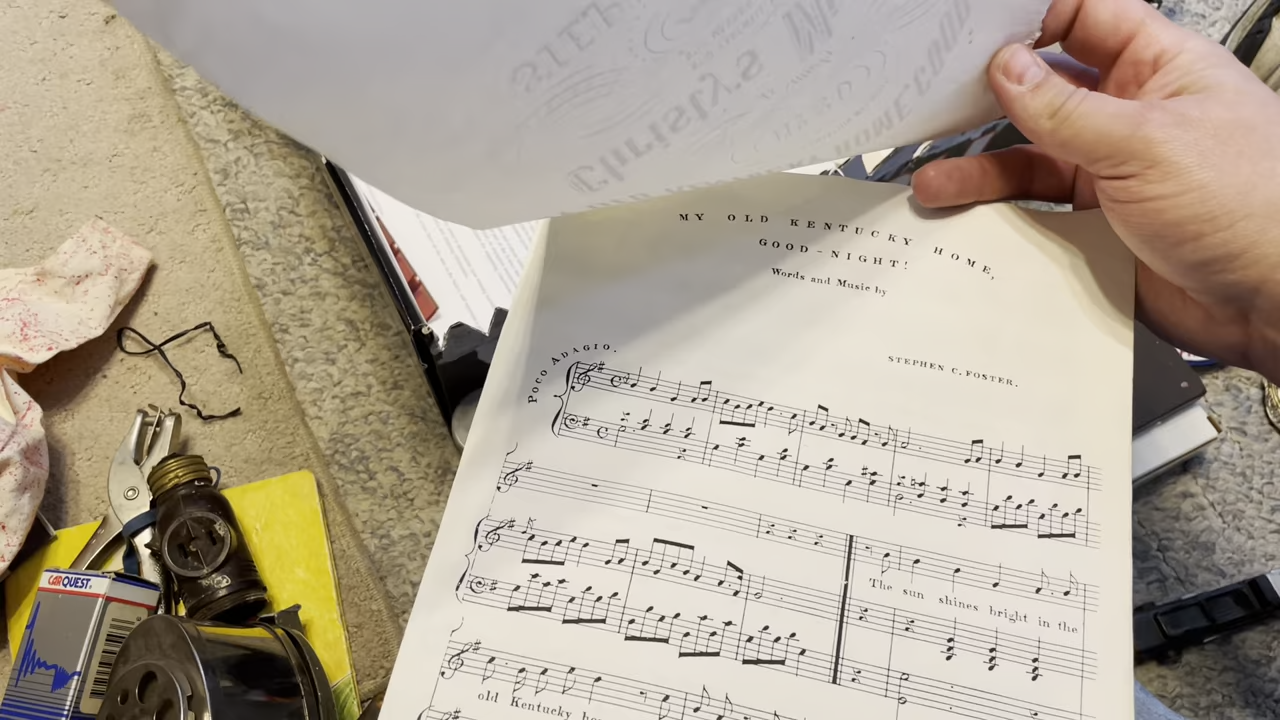 Christy's
MY OLD KENTUCKY HOME,
GOOD-NIGHT!
Words and Music by
STEPHEN C. FOSTER.
POCO ADAGIO.
The sun shines bright in the
old Kentucky
CARQUEST